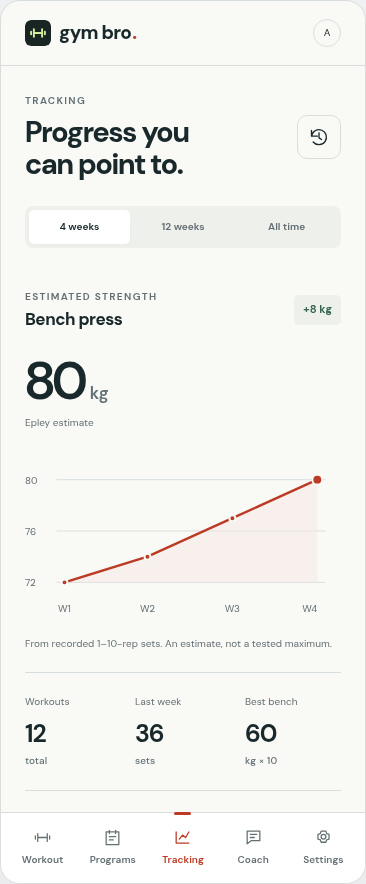 gym bro.
A
TRACKING
Progress you
can point to.
4 weeks
12 weeks
All time
ESTIMATED STRENGTH
Bench press
+8 kg
80 kg
Epley estimate
80
76
72
W1
W2
W3
W4
From recorded 1–10-rep sets. An estimate, not a tested maximum.
Workouts
12
total
Last week
36
sets
Best bench
60
kg × 10
Workout
Programs
Tracking
Coach
Settings